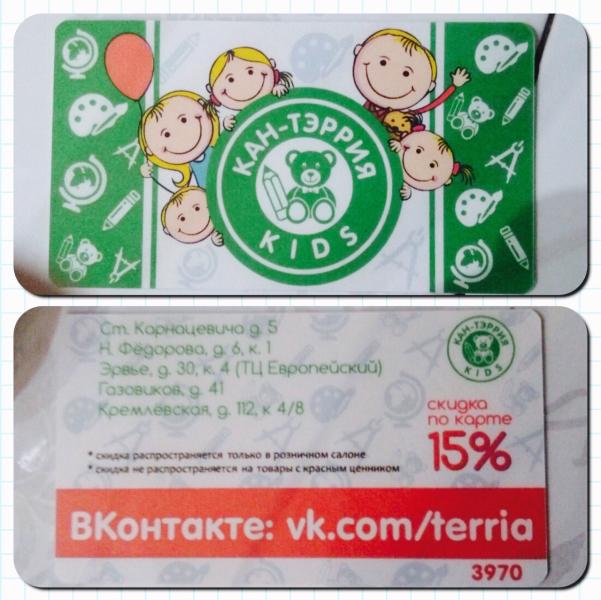 КАН-ТЭРРИЯ
KIDS
Ст. Карнацевича д. 5
Н. Фёдорова, д. 6, к. 1
Эрвье, д. 30, к. 4 (ТЦ Европейский)
Газовиков, д. 41
Кремлёвская, д. 112, к 4/8
КАН-ТЭРРИЯ
KIDS
скидка
по карте
15%
* скидка распространяется только в розничном салоне
* скидка не распространяется на товары с красным ценником
ВКонтакте: vk.com/terria
3970